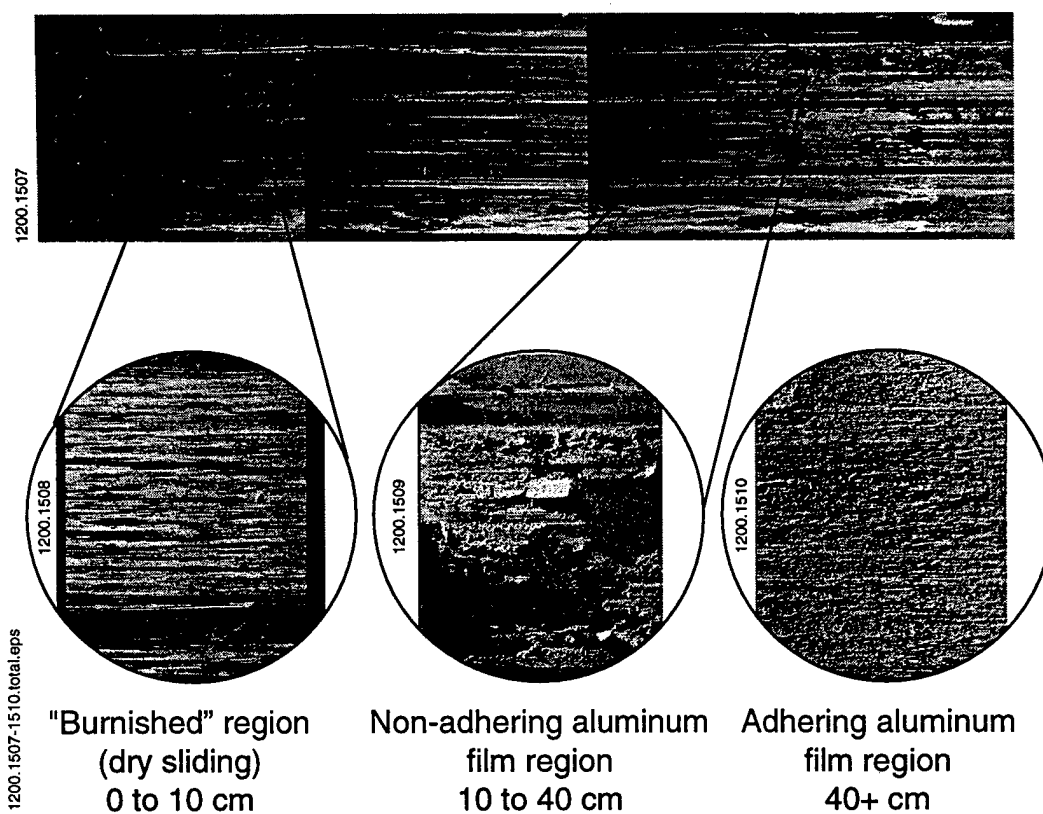 1200.1507
1200.1508
1200.1509
1200.1510
1200.1507-1510.total.eps
"Burnished” region
(dry sliding)
0 to 10 cm
Non-adhering aluminum
film region
10 to 40 cm
Adhering aluminum
film region
40+ cm